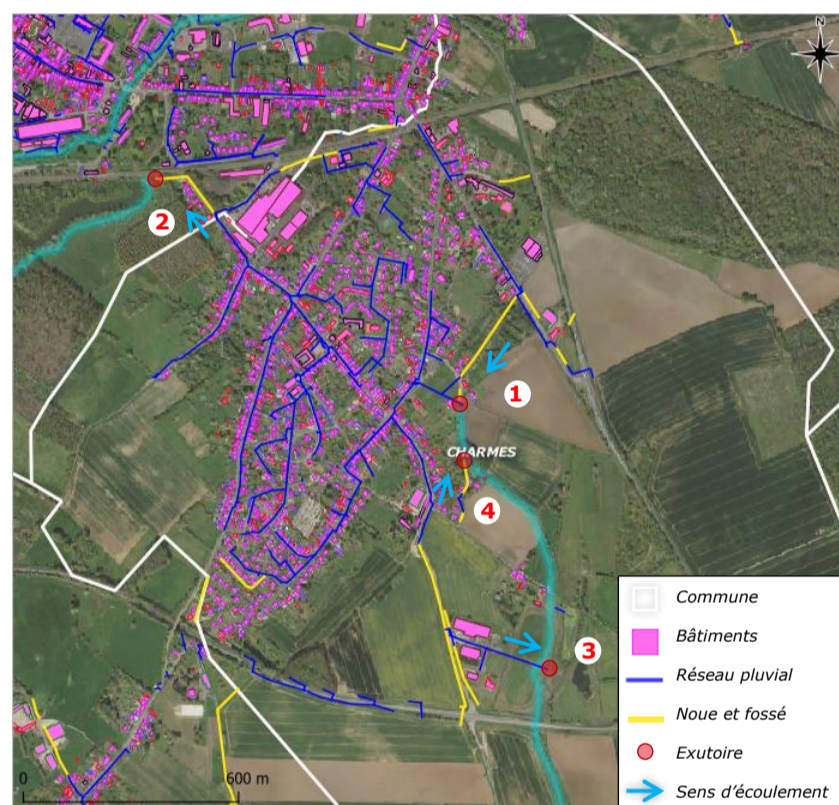 N
2
1
CHARMES
4
3
0
600 m
Commune
Bâtiments
Réseau pluvial
Noue et fossé
Exutoire
Sens d'écoulement